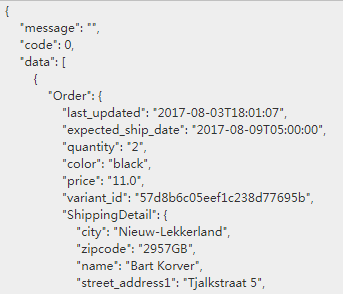 {
"message": "",
"code": 0,
"data": [
{
"Order": {
"last_updated": "2017-08-03T18:01:07",
"expected_ship_date": "2017-08-09T05:00:00",
"quantity": "2",
"color": "black",
"price": "11.0",
"variant_id": "57d8b6c05eef1c238d77695b",
"ShippingDetail": {
"city": "Nieuw-Lekkerland",
"zipcode": "2957GB",
"name": "Bart Korver",
"street_address1": "Tjalkstraat 5",